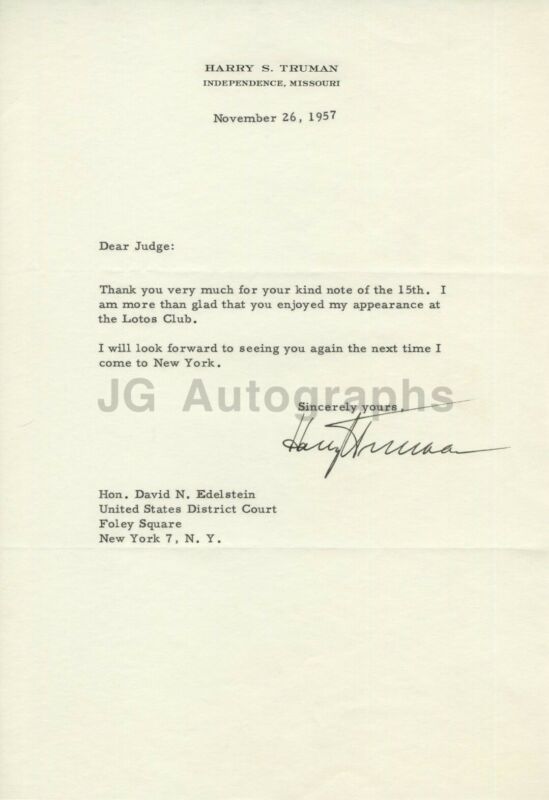 HARRY S. TRUMAN
INDEPENDENCE, MISSOURI
November 26, 1957
Dear Judge:
Thank you very much for your kind note of the 15th. I
am more than glad that you enjoyed my appearance at
the Lotos Club.
I will look forward to seeing you again the next time I
come to New York.
JG Autographs
Sincerely yours,
Harry Truman
Hon. David N. Edelstein
United States District Court
Foley Square
New York 7, N. Y.